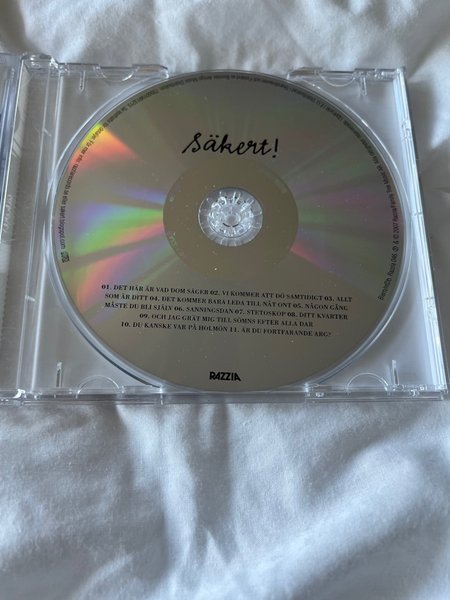 säkert!
01. DET HÄR ÄR VAD DOM SÄGER 02. VI KOMMER ATT DÖ SAMTIDIGT 03. ALLT
SOM ÄR DITT 04. DET KOMMER BARA LEDA TILL NÅT ONT 05. NÅGON GÅNG
MÅSTE DU BLI SJÄLV 06. SANNINGSDAN 07. STETOSKOP 08. DITT KVARTER
09. OCH JAG GRÄT MIG TILL SÖMNS EFTER ALLA DAR
10. DU KANSKE VAR PÅ HOLMÖN 11. ÄR DU FORTFARANDE ARG?
RAZZIA